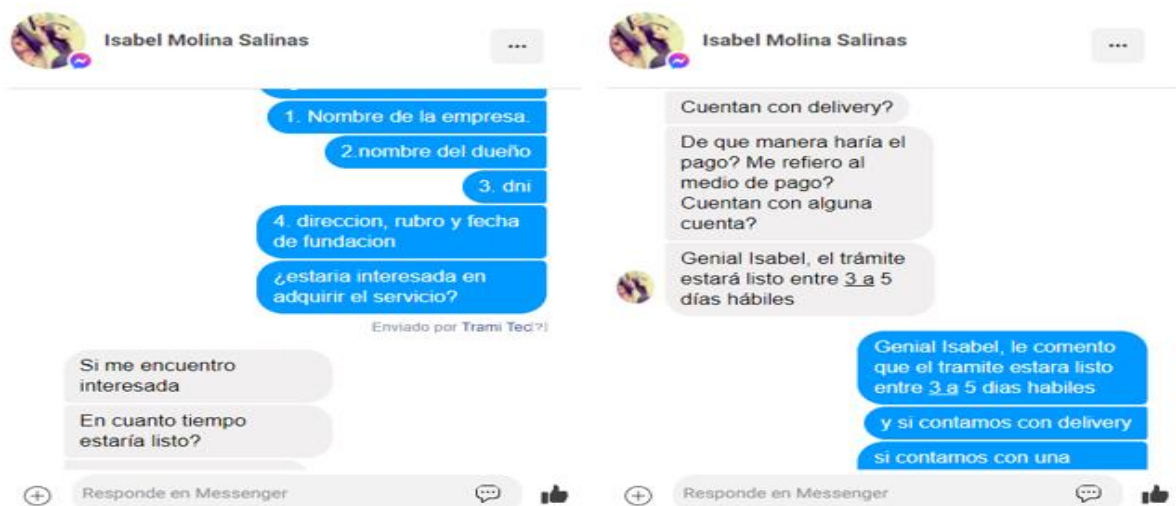 Isabel Molina Salinas
...
1. Nombre de la empresa.
2.nombre del dueño
3. dni
4. direccion, rubro y fecha
de fundacion
¿estaria interesada en
adquirir el servicio?
Enviado por Trami Tec[?]
Si me encuentro
interesada
En cuanto tiempo
estaría listo?
Responde en Messenger
Isabel Molina Salinas
...
Cuentan con delivery?
De que manera haría el
pago? Me refiero al
medio de pago?
Cuentan con alguna
cuenta?
Genial Isabel, el trámite
estará listo entre 3 a 5
días hábiles
Genial Isabel, le comento
que el tramite estara listo
entre 3 a 5 dias habiles
y si contamos con delivery
si contamos con una
Responde en Messenger